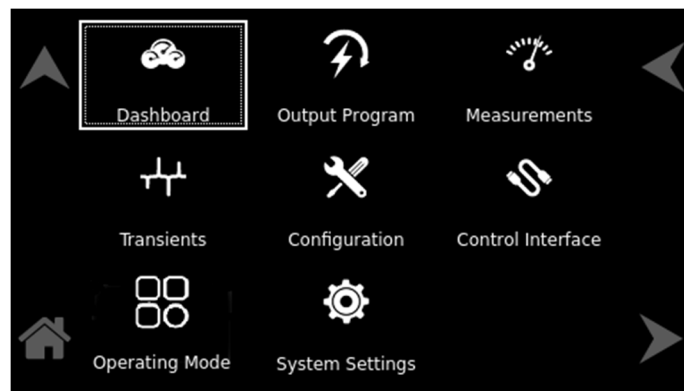 Dashboard
Output Program
Measurements
Transients
Configuration
Control Interface
Operating Mode
System Settings